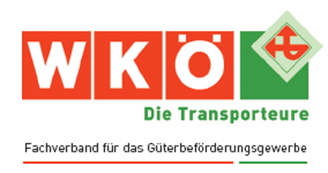 WKÖ
Die Transporteure
Fachverband für das Güterbeförderungsgewerbe